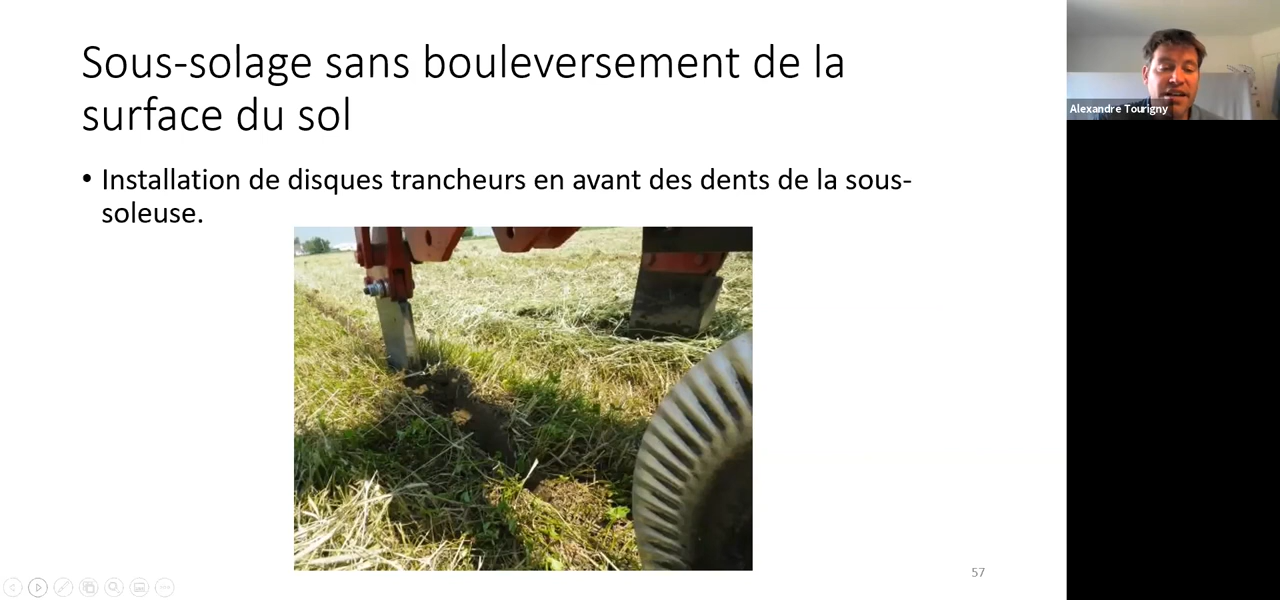 Sous-solage sans bouleversement de la
surface du sol
• Installation de disques trancheurs en avant des dents de la sous-
soleuse.
57
Alexandre Tourigny